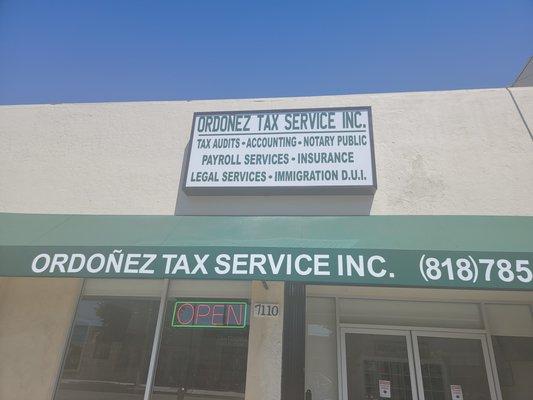 ORDONEZ TAX SERVICE INC.
TAX AUDITS • ACCOUNTING • NOTARY PUBLIC
PAYROLL SERVICES • INSURANCE
LEGAL SERVICES • IMMIGRATION D.U.I.
ORDOÑEZ TAX SERVICE INC. (818)785
OPEN
7110